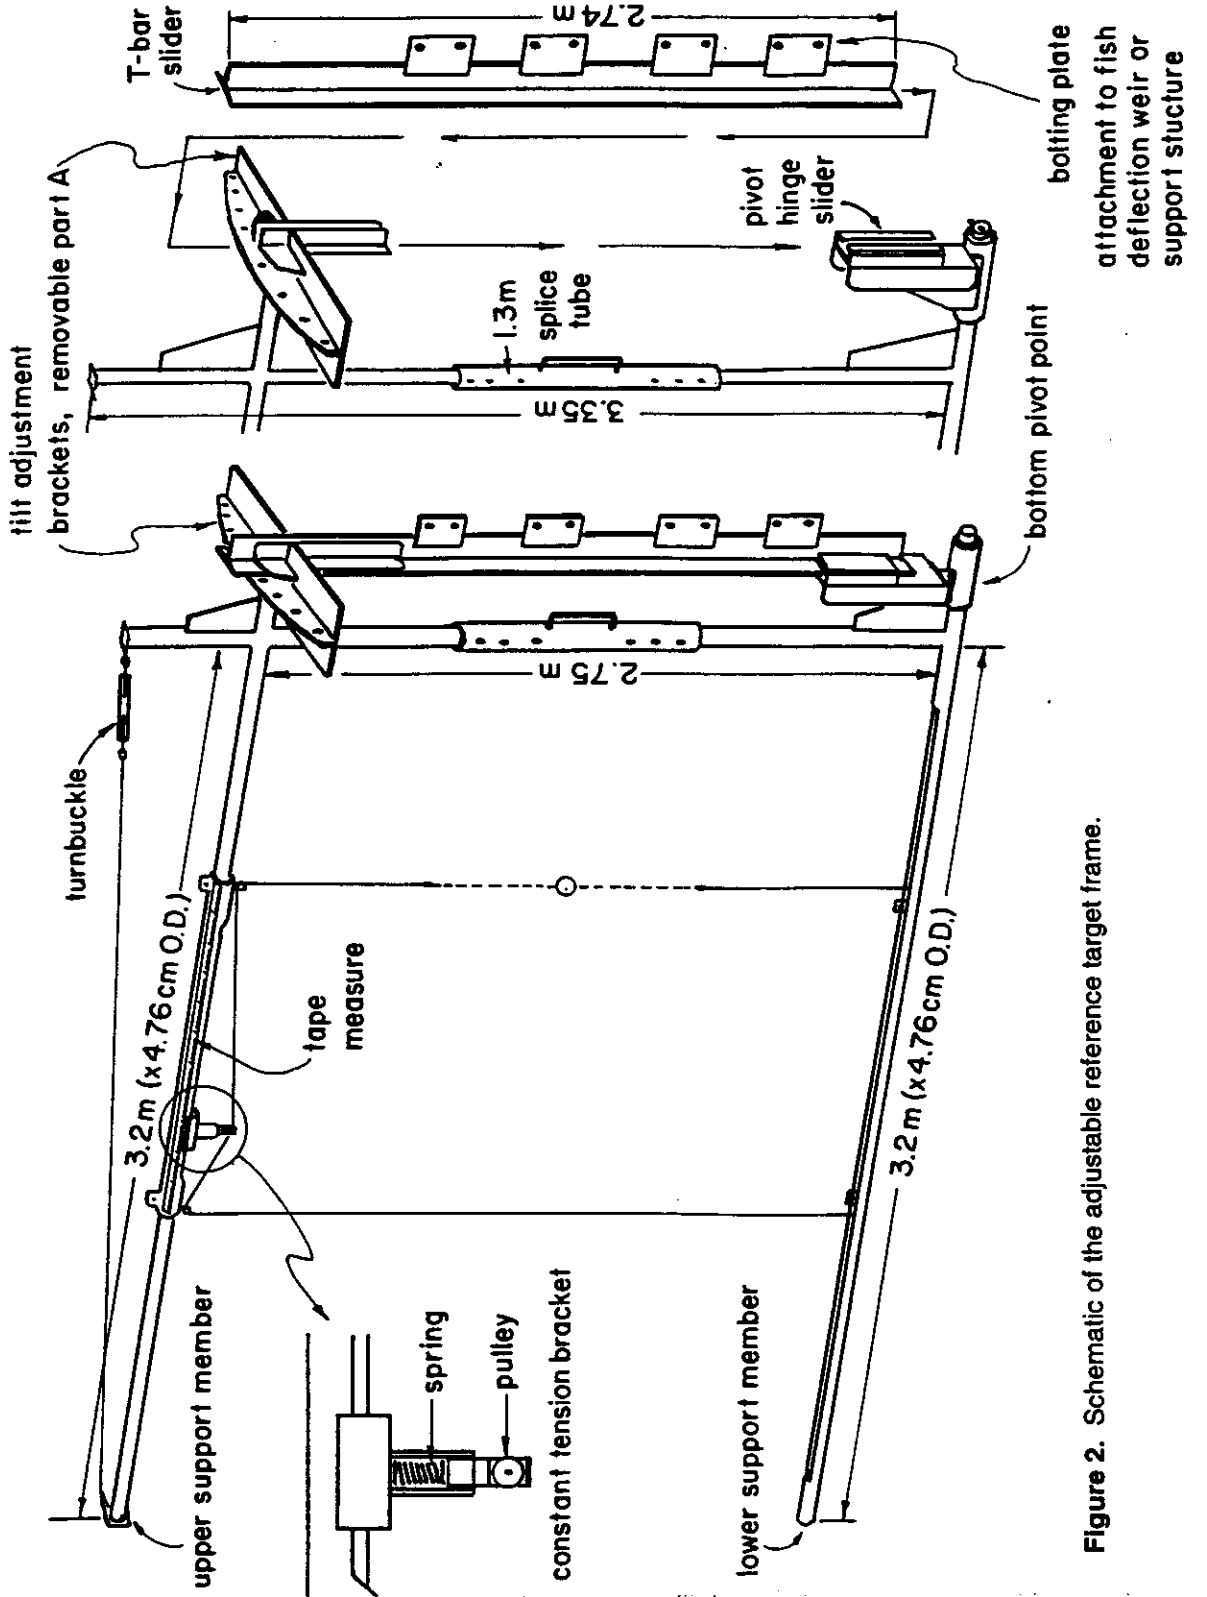 tilt adjustment
brackets, removable part A
T-bar
slider
turnbuckle
2.74m
3.35m
1.3m
splice
tube
pivot
hinge
slider
2.75 m
3.2m (x4.76cm O.D.)
tape
measure
upper support member
spring
pulley
constant tension bracket
lower support member
3.2m (x4.76cm O.D.)
bottom pivot point
bolting plate
attachment to fish
deflection weir or
support stucture
Figure 2. Schematic of the adjustable reference target frame.